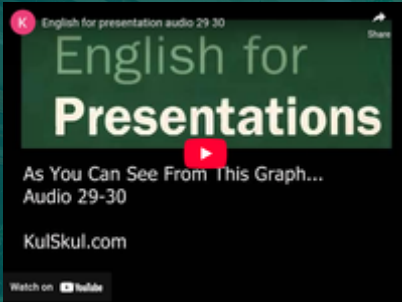 K
English for presentation audio 29 30
Share
English for
Presentations
As You Can See From This Graph...
Audio 29-30
KulSkul.com
Watch on YouTube